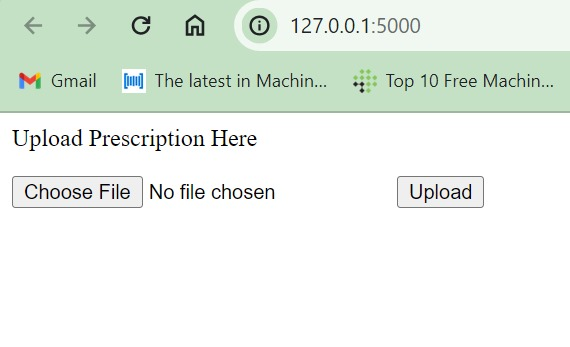 127.0.0.1:5000
Gmail The latest in Machin... Top 10 Free Machin...
Upload Prescription Here
Choose File No file chosen Upload